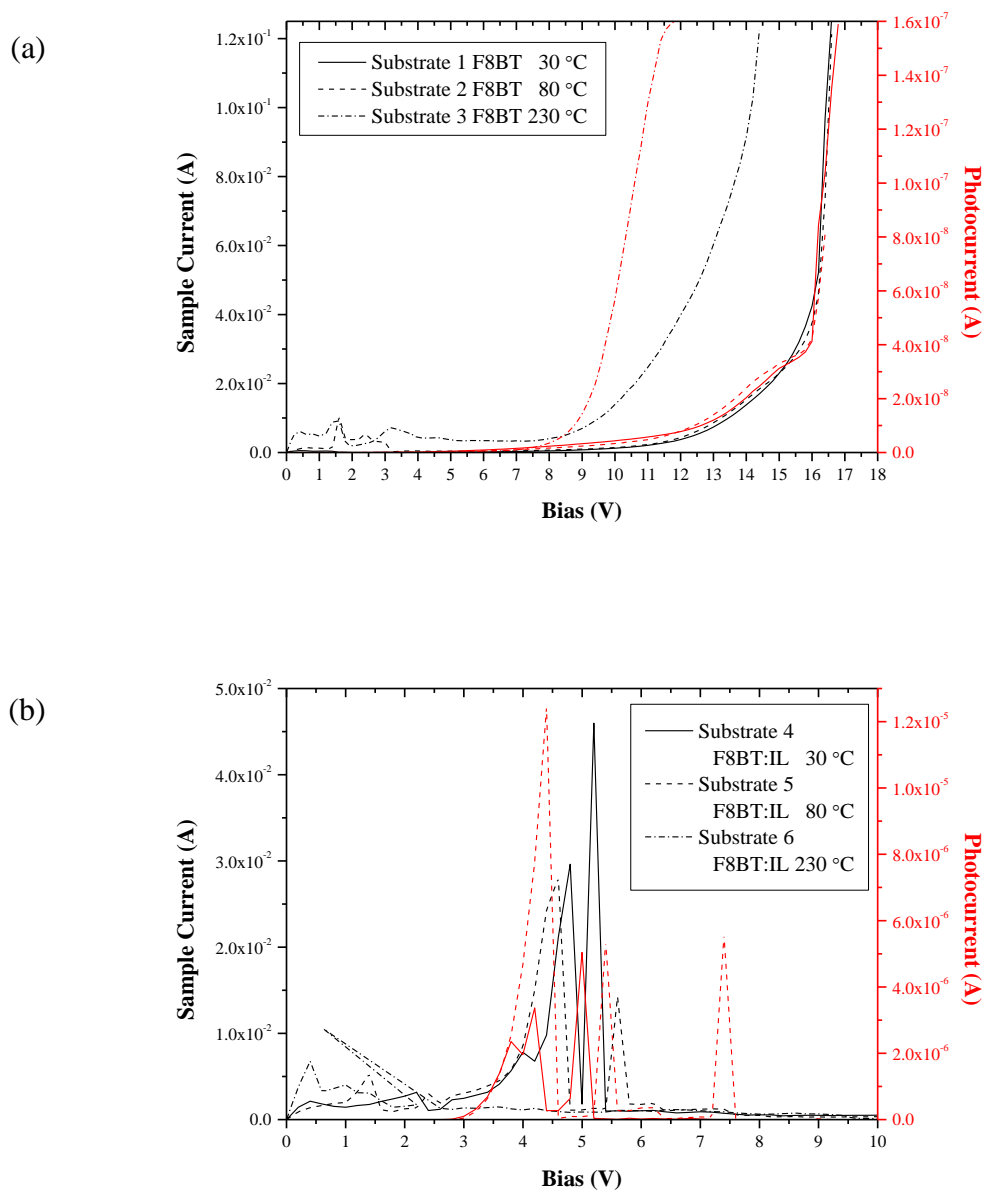 (a)
1.2x10⁻¹
1.0x10⁻¹
8.0x10⁻²
6.0x10⁻²
4.0x10⁻²
2.0x10⁻²
0.0
Sample Current (A)
Substrate 1 F8BT 30 °C
Substrate 2 F8BT 80 °C
Substrate 3 F8BT 230 °C
1.6x10⁻⁷
1.4x10⁻⁷
1.2x10⁻⁷
1.0x10⁻⁷
8.0x10⁻⁸
6.0x10⁻⁸
4.0x10⁻⁸
2.0x10⁻⁸
0.0
Photocurrent (A)
0 1 2 3 4 5 6 7 8 9 10 11 12 13 14 15 16 17 18
Bias (V)
(b)
5.0x10⁻²
4.0x10⁻²
3.0x10⁻²
2.0x10⁻²
1.0x10⁻²
0.0
Sample Current (A)
Substrate 4
F8BT:IL 30 °C
Substrate 5
F8BT:IL 80 °C
Substrate 6
F8BT:IL 230 °C
1.2x10⁻⁵
1.0x10⁻⁵
8.0x10⁻⁶
6.0x10⁻⁶
4.0x10⁻⁶
2.0x10⁻⁶
0.0
Photocurrent (A)
0 1 2 3 4 5 6 7 8 9 10
Bias (V)